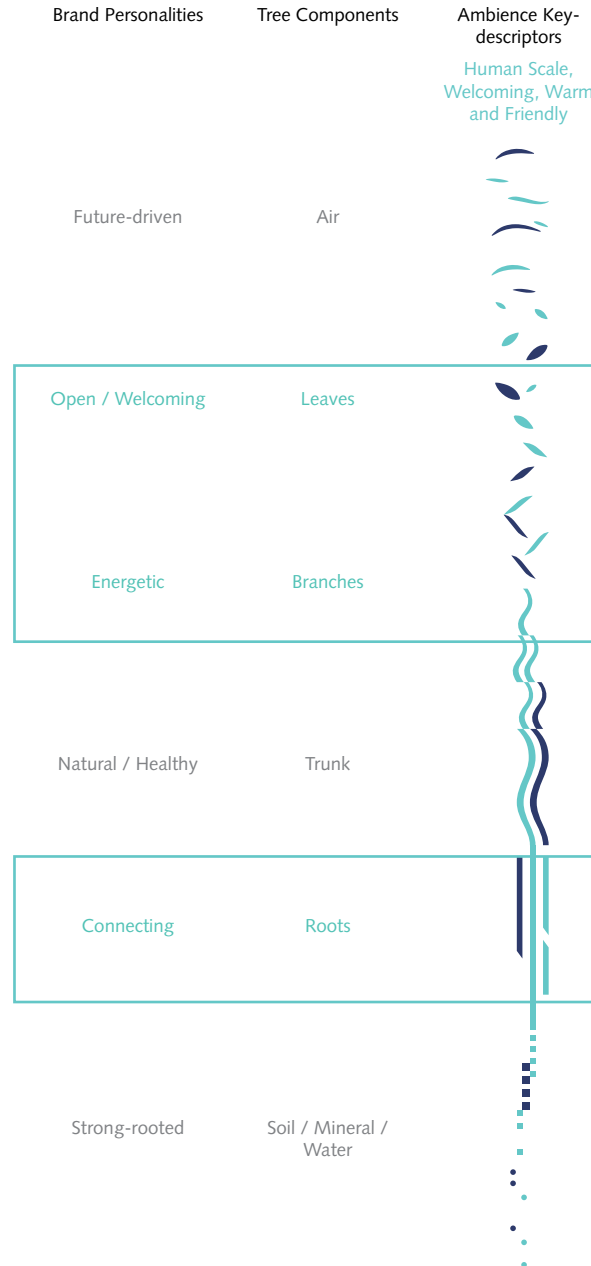 Brand Personalities
Tree Components
Ambience Key-
descriptors
Human Scale,
Welcoming, Warm
and Friendly
Future-driven
Air
Open / Welcoming
Leaves
Energetic
Branches
Natural / Healthy
Trunk
Connecting
Roots
Strong-rooted
Soil / Mineral /
Water